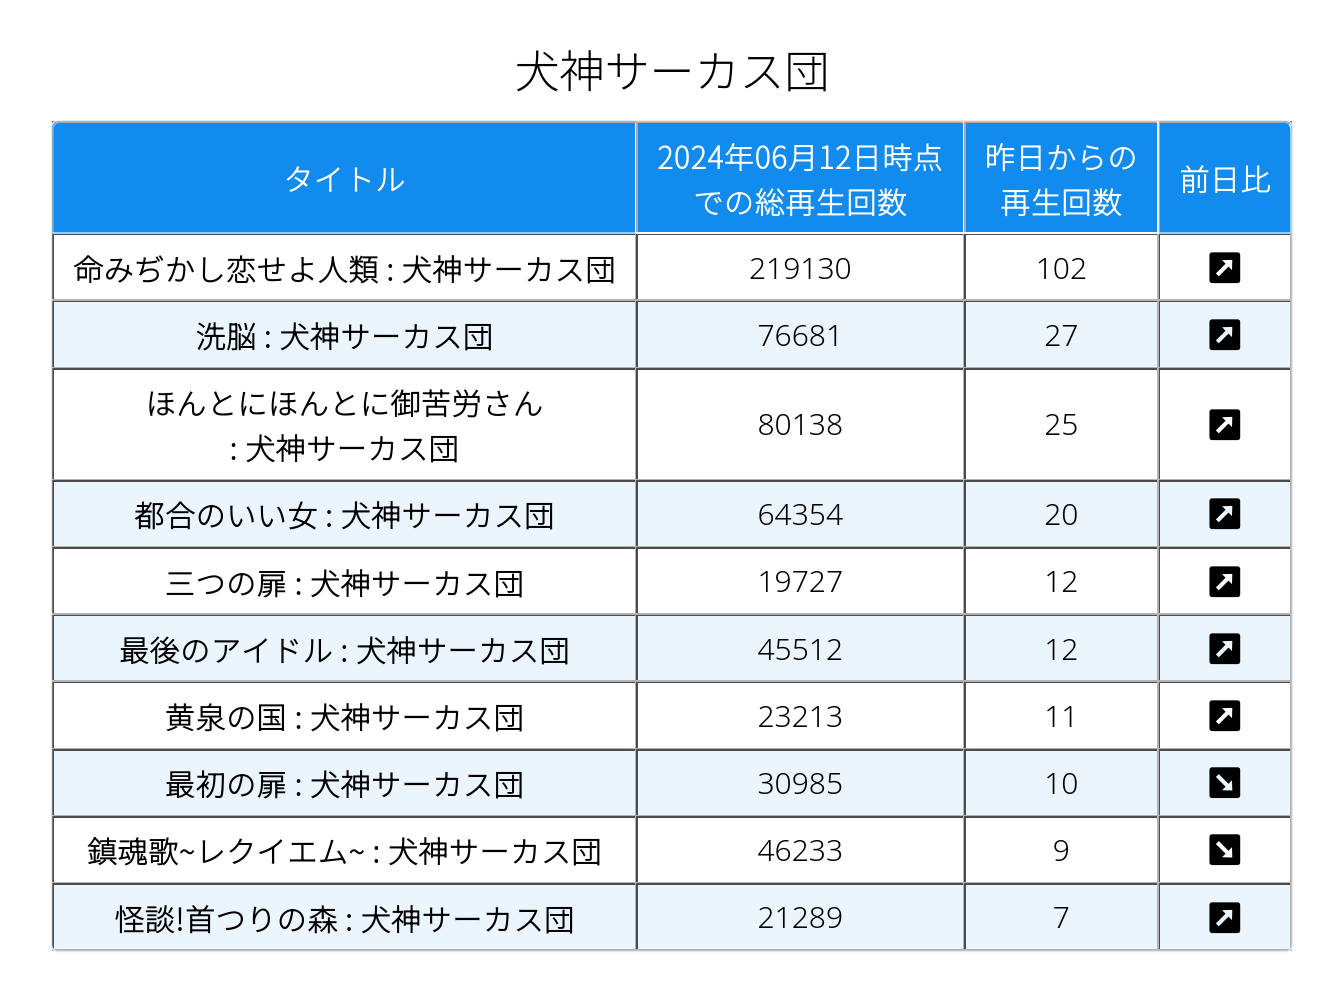 犬神サーカス団
タイトル
2024年06月12日時点
での総再生回数
昨日からの
再生回数
前日比
命みぢかし恋せよ人類 : 犬神サーカス団
219130
102
洗脳 : 犬神サーカス団
76681
27
ほんとにほんとに御苦労さん
: 犬神サーカス団
80138
25
都合のいい女 : 犬神サーカス団
64354
20
三つの扉 : 犬神サーカス団
19727
12
最後のアイドル : 犬神サーカス団
45512
12
黄泉の国 : 犬神サーカス団
23213
11
最初の扉 : 犬神サーカス団
30985
10
鎮魂歌~レクイエム~ : 犬神サーカス団
46233
9
怪談!首つりの森 : 犬神サーカス団
21289
7